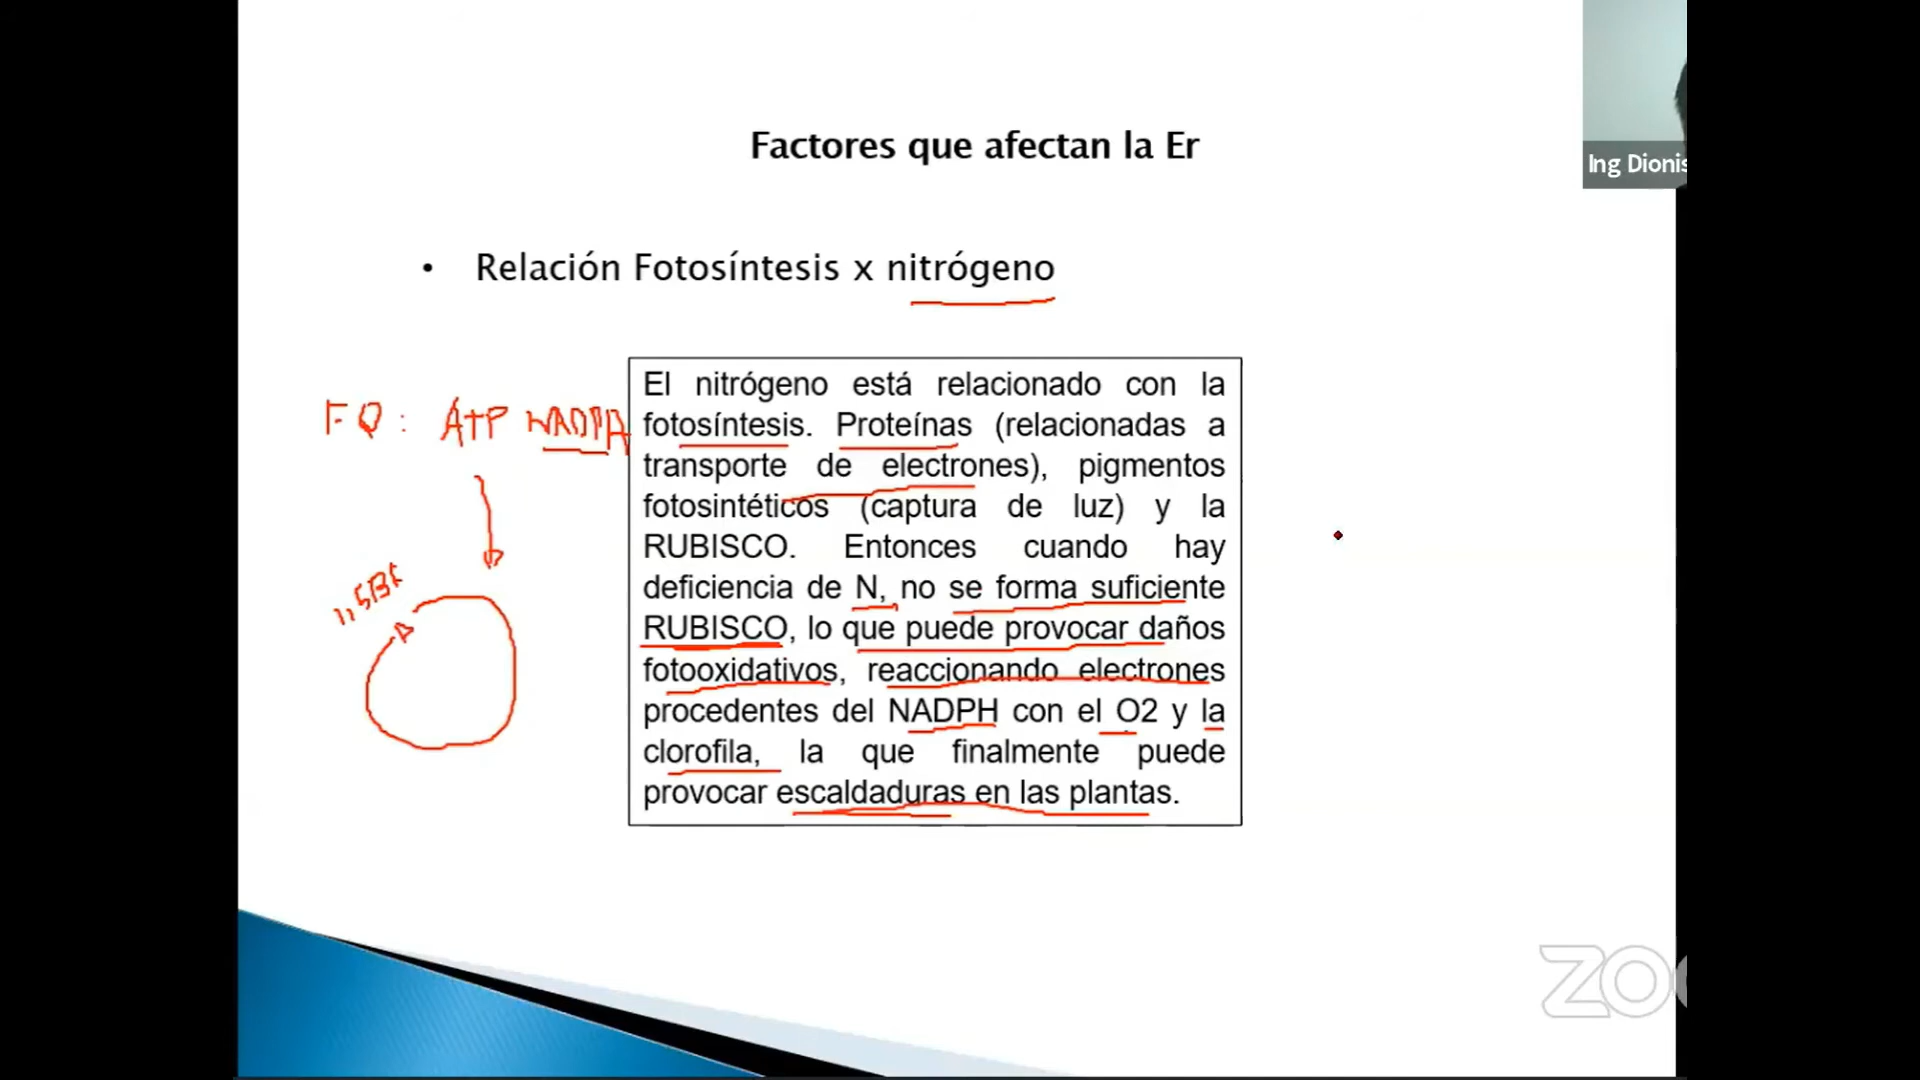 Factores que afectan la Er
Ing Dionis
• Relación Fotosíntesis x nitrógeno
FQ: ATP NADPH
El nitrógeno está relacionado con la
fotosíntesis. Proteínas (relacionadas a
transporte de electrones), pigmentos
fotosintéticos (captura de luz) y la
RUBISCO. Entonces cuando hay
deficiencia de N, no se forma suficiente
RUBISCO, lo que puede provocar daños
fotooxidativos, reaccionando electrones
procedentes del NADPH con el O2 y la
clorofila, la que finalmente puede
provocar escaldaduras en las plantas.
ZO